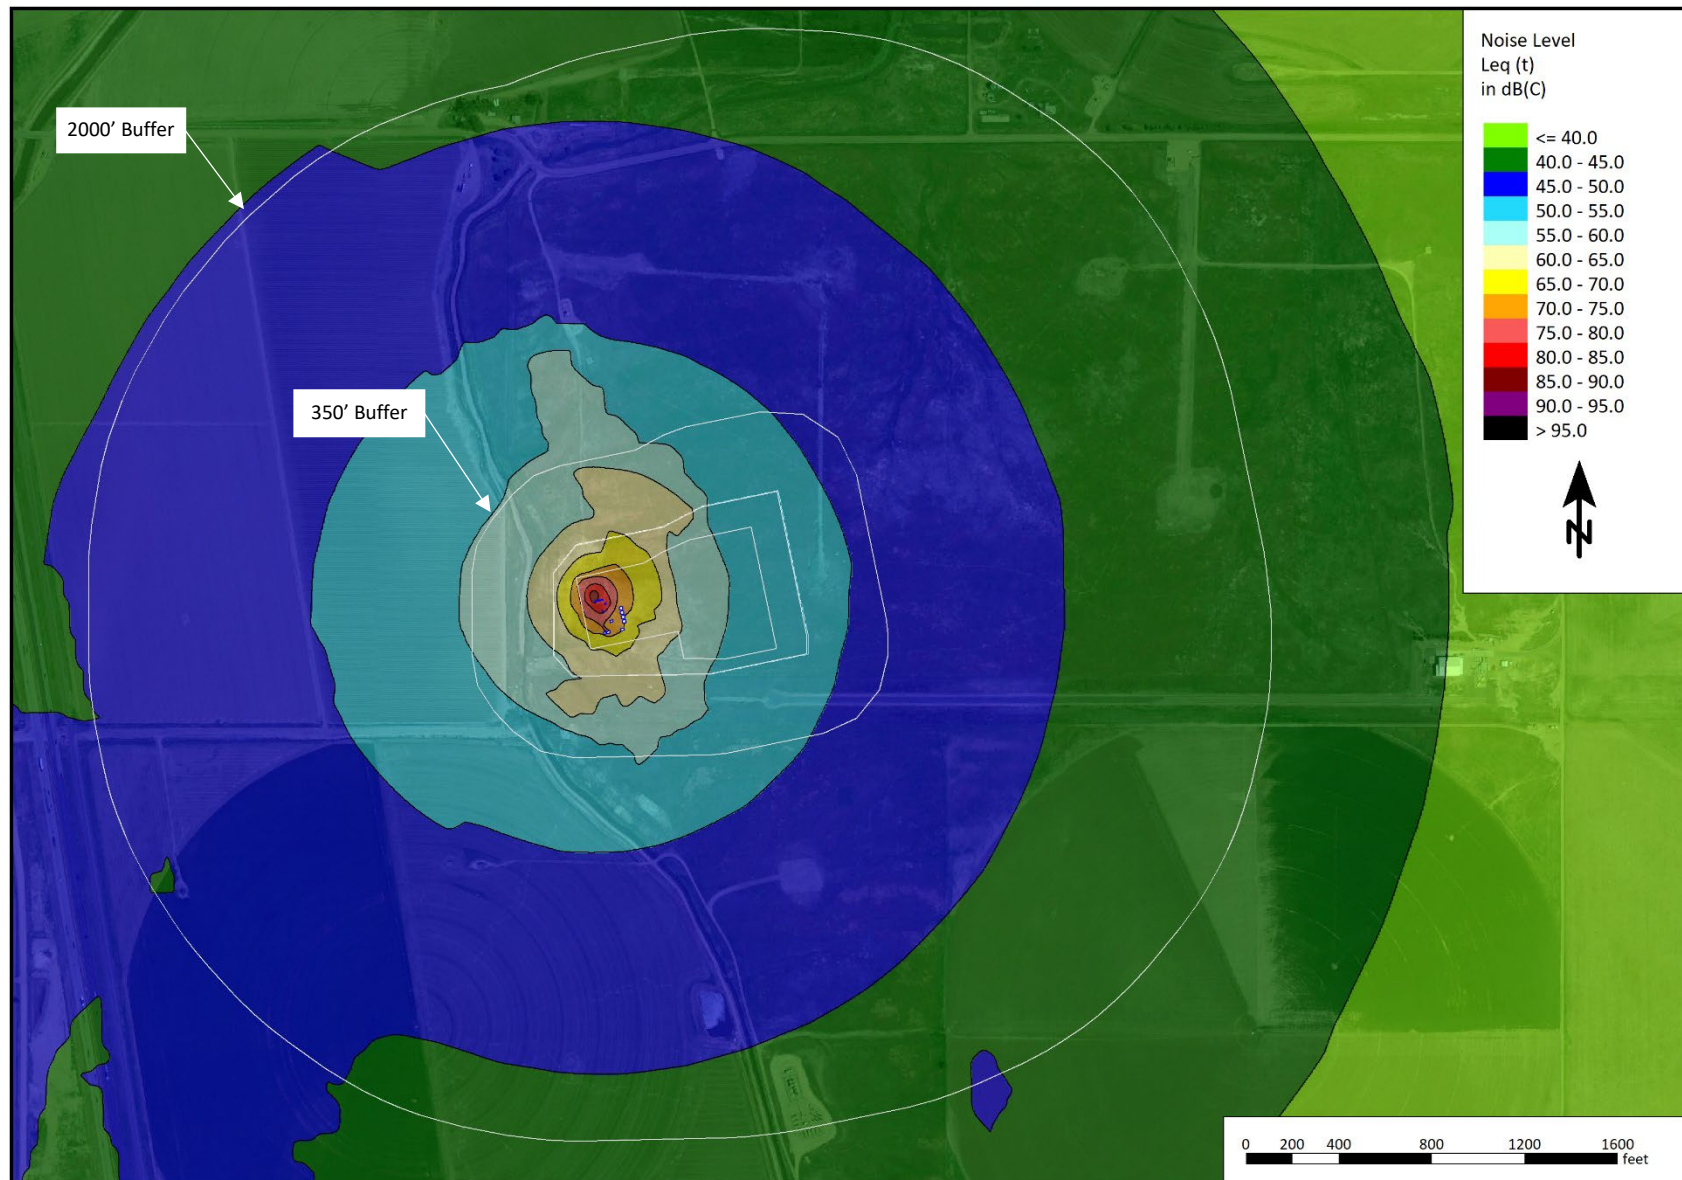 2000’ Buffer
350’ Buffer
Noise Level
Leq (t)
in dB(C)
<= 40.0
40.0 - 45.0
45.0 - 50.0
50.0 - 55.0
55.0 - 60.0
60.0 - 65.0
65.0 - 70.0
70.0 - 75.0
75.0 - 80.0
80.0 - 85.0
85.0 - 90.0
90.0 - 95.0
> 95.0
N
0 200 400 800 1200 1600
feet